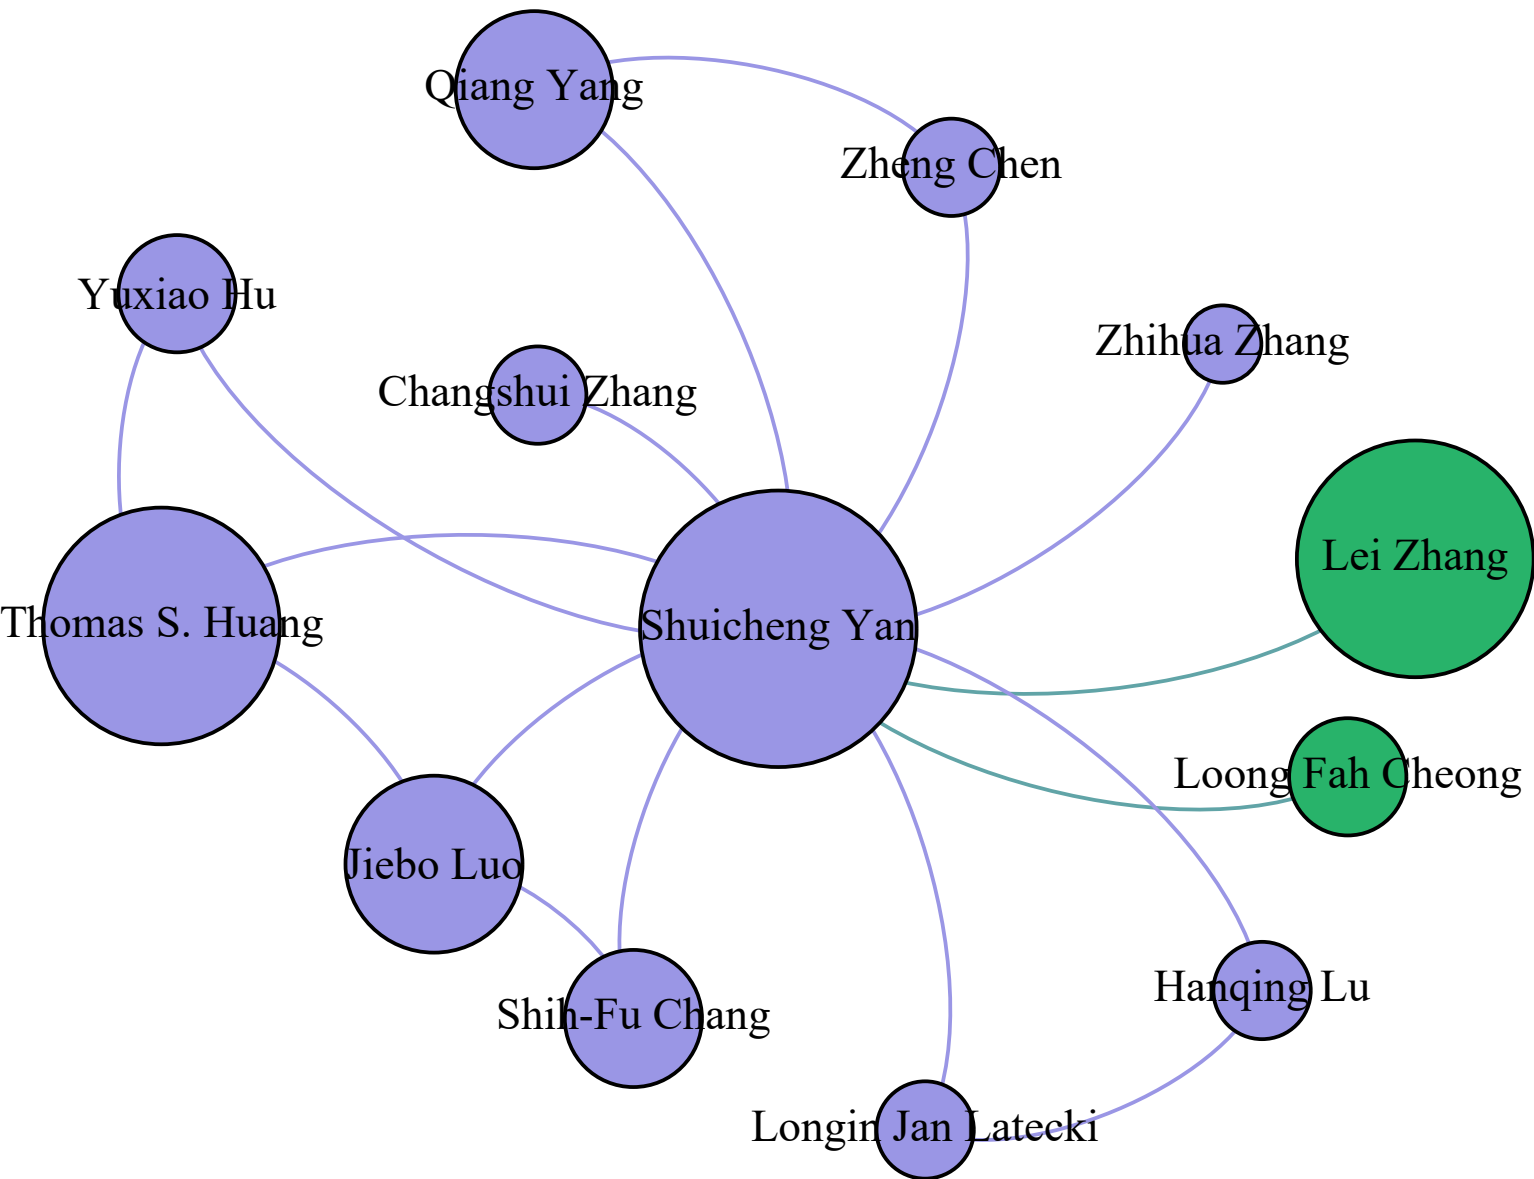 Qiang Yang
Zheng Chen
Yuxiao Hu
Zhihua Zhang
Changshui Zhang
Lei Zhang
Thomas S. Huang
Shuicheng Yan
Loong Fah Cheong
Jiebo Luo
Hanqing Lu
Shih-Fu Chang
Longin Jan Latecki